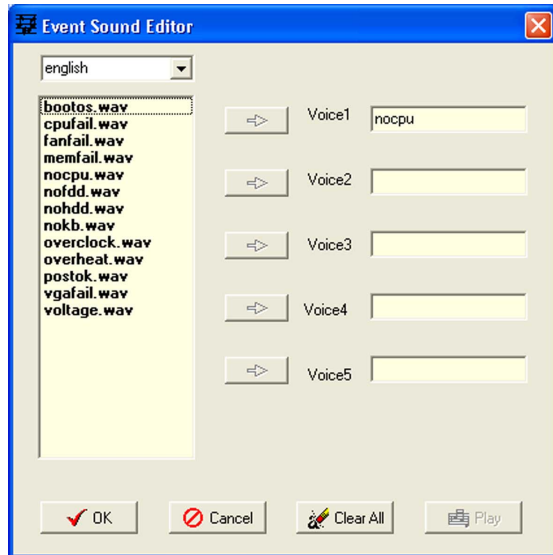 Event Sound Editor
english
bootos.wav
cpufail.wav
fanfail.wav
memfail.wav
nocpu.wav
nofdd.wav
nohdd.wav
nokb.wav
overclock.wav
overheat.wav
postok.wav
vgafail.wav
voltage.wav
Voice1 nocpu
Voice2
Voice3
Voice4
Voice5
OK Cancel Clear All Play